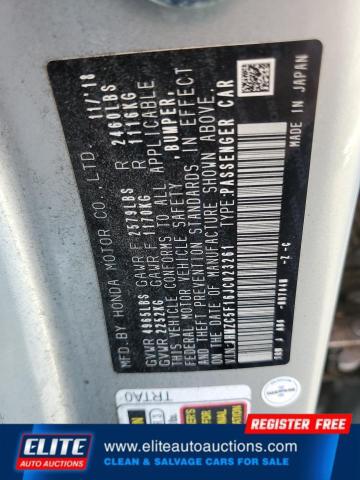 MFD. BY HONDA MOTOR CO., LTD. 11/'18
GVWR 4965LBS GAWR F 2579LBS R 2460LBS
GVWR 2252KG GAWR F 1170KG R 1116KG
THIS VEHICLE CONFORMS TO ALL APPLICABLE
FEDERAL MOTOR VEHICLE SAFETY, BUMPER,
AND THEFT PREVENTION STANDARDS IN EFFECT
ON THE DATE OF MANUFACTURE SHOWN ABOVE.
TYPE:PASSENGER CAR
MADE IN JAPAN
TRTA0
ELITE
AUTO AUCTIONS
REGISTER FREE
www.eliteautoauctions.com
CLEAN & SALVAGE CARS FOR SALE